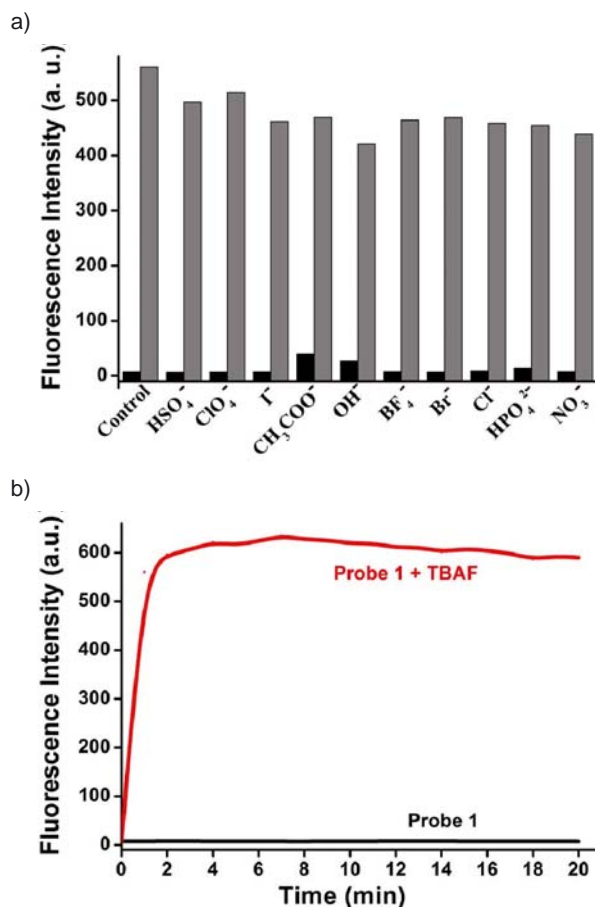 a)
Fluorescence Intensity (a. u.)
500
400
300
200
100
0
Control
HSO₄⁻
ClO₄⁻
I⁻
CH₃COO⁻
OH⁻
BF₄⁻
Br⁻
Cl⁻
HPO₄²⁻
NO₃⁻
b)
Fluorescence Intensity (a.u.)
600
500
400
300
200
100
0
Probe 1 + TBAF
Probe 1
0 2 4 6 8 10 12 14 16 18 20
Time (min)